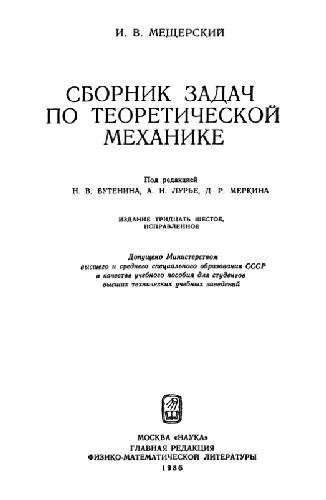 И. В. МЕЩЕРСКИЙ
СБОРНИК ЗАДАЧ
ПО ТЕОРЕТИЧЕСКОЙ
МЕХАНИКЕ
Под редакцией
Н. В. БУТЕНИНА, А. И. ЛУРЬЕ, Д. Р. МЕРКИНА
ИЗДАНИЕ ТРИДЦАТЬ ШЕСТОЕ,
ИСПРАВЛЕННОЕ
Допущено Министерством
высшего и среднего специального образования СССР
в качестве учебного пособия для студентов
высших технических учебных заведений
МОСКВА «НАУКА»
ГЛАВНАЯ РЕДАКЦИЯ
ФИЗИКО-МАТЕМАТИЧЕСКОЙ ЛИТЕРАТУРЫ
1986